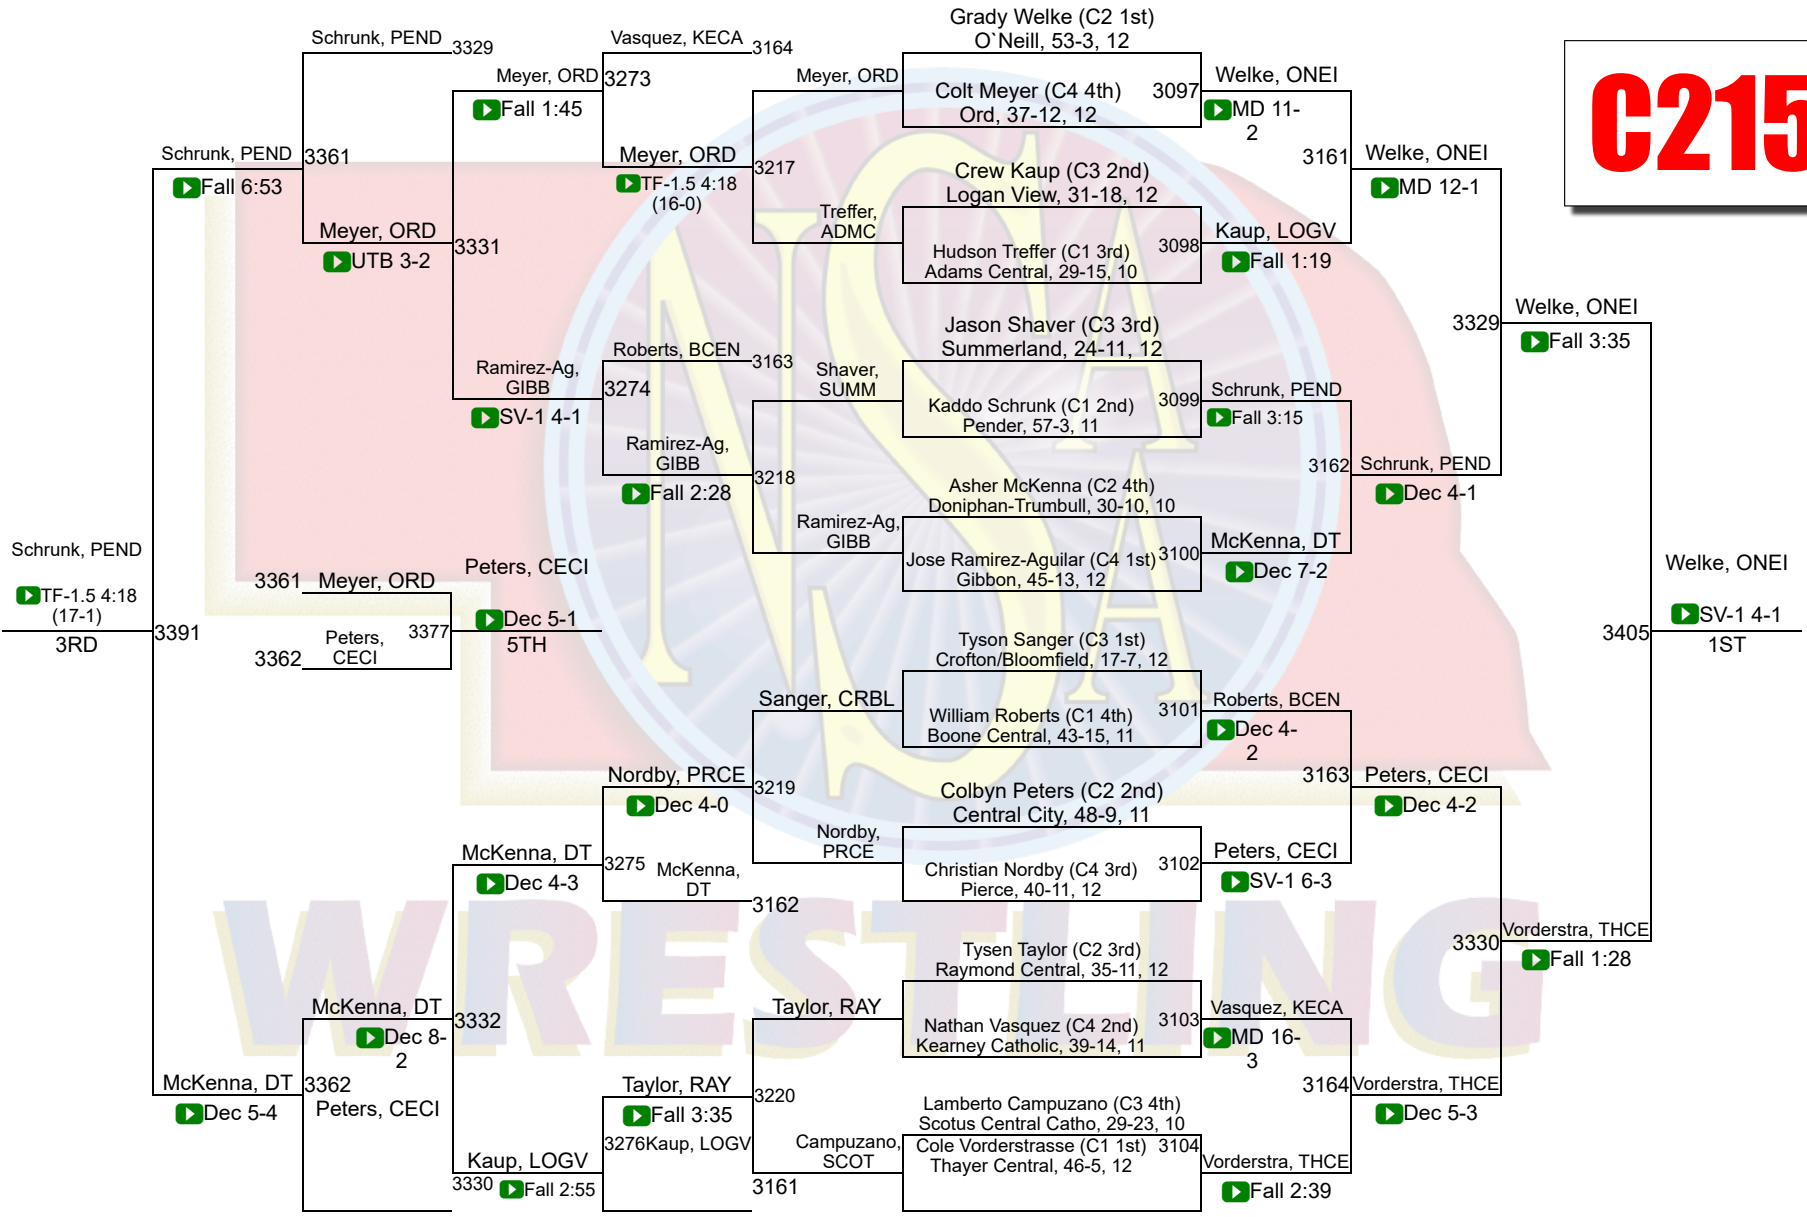 C215
Schrunk, PEND
3329
Vasquez, KECA
3164
Grady Welke (C2 1st)
O`Neill, 53-3, 12
Meyer, ORD
3273
Fall 1:45
Meyer, ORD
Colt Meyer (C4 4th)
Ord, 37-12, 12
3097
Welke, ONEI
MD 11-
2
Schrunk, PEND
3361
Fall 6:53
Meyer, ORD
TF-1.5 4:18
(16-0)
3217
Crew Kaup (C3 2nd)
Logan View, 31-18, 12
3161
Welke, ONEI
MD 12-1
Meyer, ORD
UTB 3-2
3331
Treffer,
ADMC
Hudson Treffer (C1 3rd)
Adams Central, 29-15, 10
3098
Kaup, LOGV
Fall 1:19
Jason Shaver (C3 3rd)
Summerland, 24-11, 12
3329
Welke, ONEI
Fall 3:35
Roberts, BCEN
3163
Ramirez-Ag,
GIBB
3274
SV-1 4-1
Shaver,
SUMM
Kaddo Schrunk (C1 2nd)
Pender, 57-3, 11
3099
Schrunk, PEND
Fall 3:15
Ramirez-Ag,
GIBB
Fall 2:28
3218
Asher McKenna (C2 4th)
Doniphan-Trumbull, 30-10, 10
3162
Schrunk, PEND
Dec 4-1
Ramirez-Ag,
GIBB
Jose Ramirez-Aguilar (C4 1st)
Gibbon, 45-13, 12
3100
McKenna, DT
Dec 7-2
Schrunk, PEND
TF-1.5 4:18
(17-1)
3RD
3391
3361
Meyer, ORD
Peters,
CECI
3362
3377
Peters, CECI
Dec 5-1
5TH
Welke, ONEI
3405
SV-1 4-1
1ST
Tyson Sanger (C3 1st)
Crofton/Bloomfield, 17-7, 12
Sanger, CRBL
William Roberts (C1 4th)
Boone Central, 43-15, 11
3101
Roberts, BCEN
Dec 4-
2
Nordby, PRCE
Dec 4-0
3219
Colbyn Peters (C2 2nd)
Central City, 48-9, 11
3163
Peters, CECI
Dec 4-2
McKenna, DT
Dec 4-3
3275
McKenna,
DT
3162
Nordby,
PRCE
Christian Nordby (C4 3rd)
Pierce, 40-11, 12
3102
Peters, CECI
SV-1 6-3
Tysen Taylor (C2 3rd)
Raymond Central, 35-11, 12
3330
Vorderstra, THCE
Fall 1:28
McKenna, DT
Dec 8-
2
3332
Taylor, RAY
Nathan Vasquez (C4 2nd)
Kearney Catholic, 39-14, 11
3103
Vasquez, KECA
MD 16-
3
McKenna, DT
Dec 5-4
3362
Peters, CECI
Taylor, RAY
Fall 3:35
3220
Lamberto Campuzano (C3 4th)
Scotus Central Catho, 29-23, 10
3164
Vorderstra, THCE
Dec 5-3
3276
Kaup, LOGV
Kaup, LOGV
3330
Fall 2:55
3161
Campuzano,
SCOT
Cole Vorderstrasse (C1 1st)
Thayer Central, 46-5, 12
3104
Vorderstra, THCE
Fall 2:39
NSAA
WRESTLING